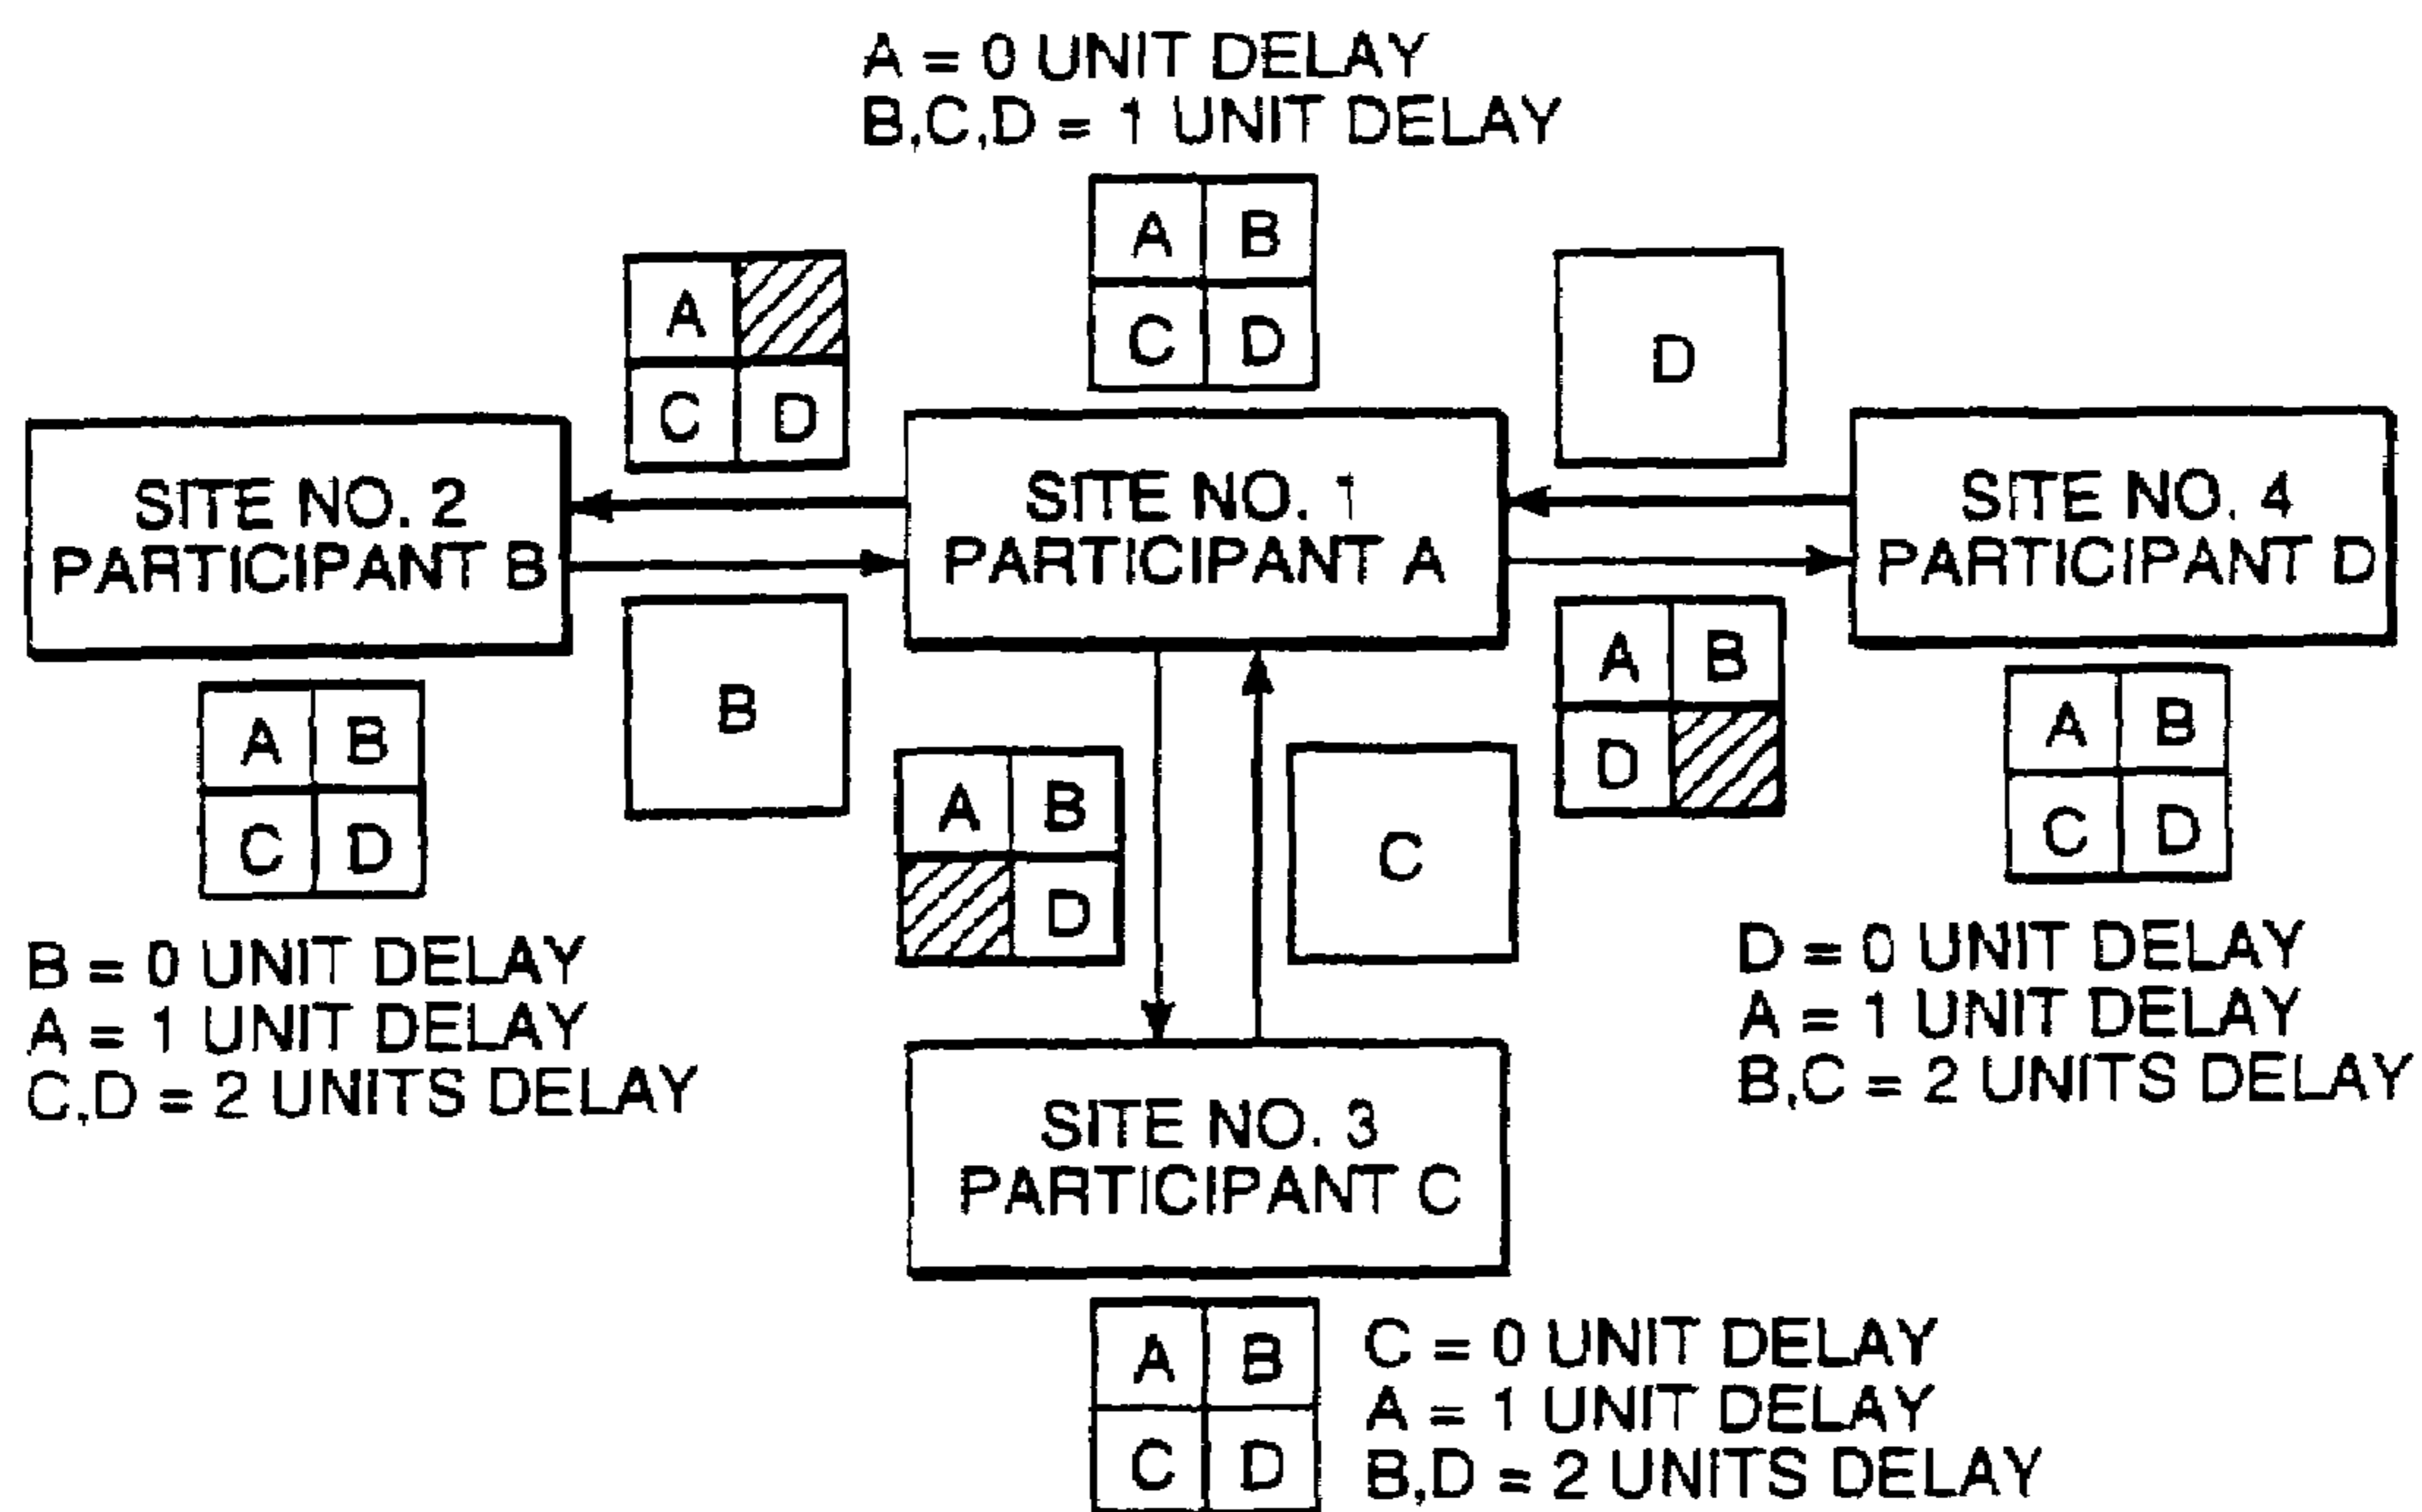 A = 0 UNIT DELAY
B,C,D = 1 UNIT DELAY
A B
C D
A
C D
D
SITE NO. 2
PARTICIPANT B
SITE NO. 1
PARTICIPANT A
SITE NO. 4
PARTICIPANT D
A B
C D
B
A B
D
C
A B
D
A B
C D
B = 0 UNIT DELAY
A = 1 UNIT DELAY
C,D = 2 UNITS DELAY
D = 0 UNIT DELAY
A = 1 UNIT DELAY
B,C = 2 UNITS DELAY
SITE NO. 3
PARTICIPANT C
A B
C D
C = 0 UNIT DELAY
A = 1 UNIT DELAY
B,D = 2 UNITS DELAY